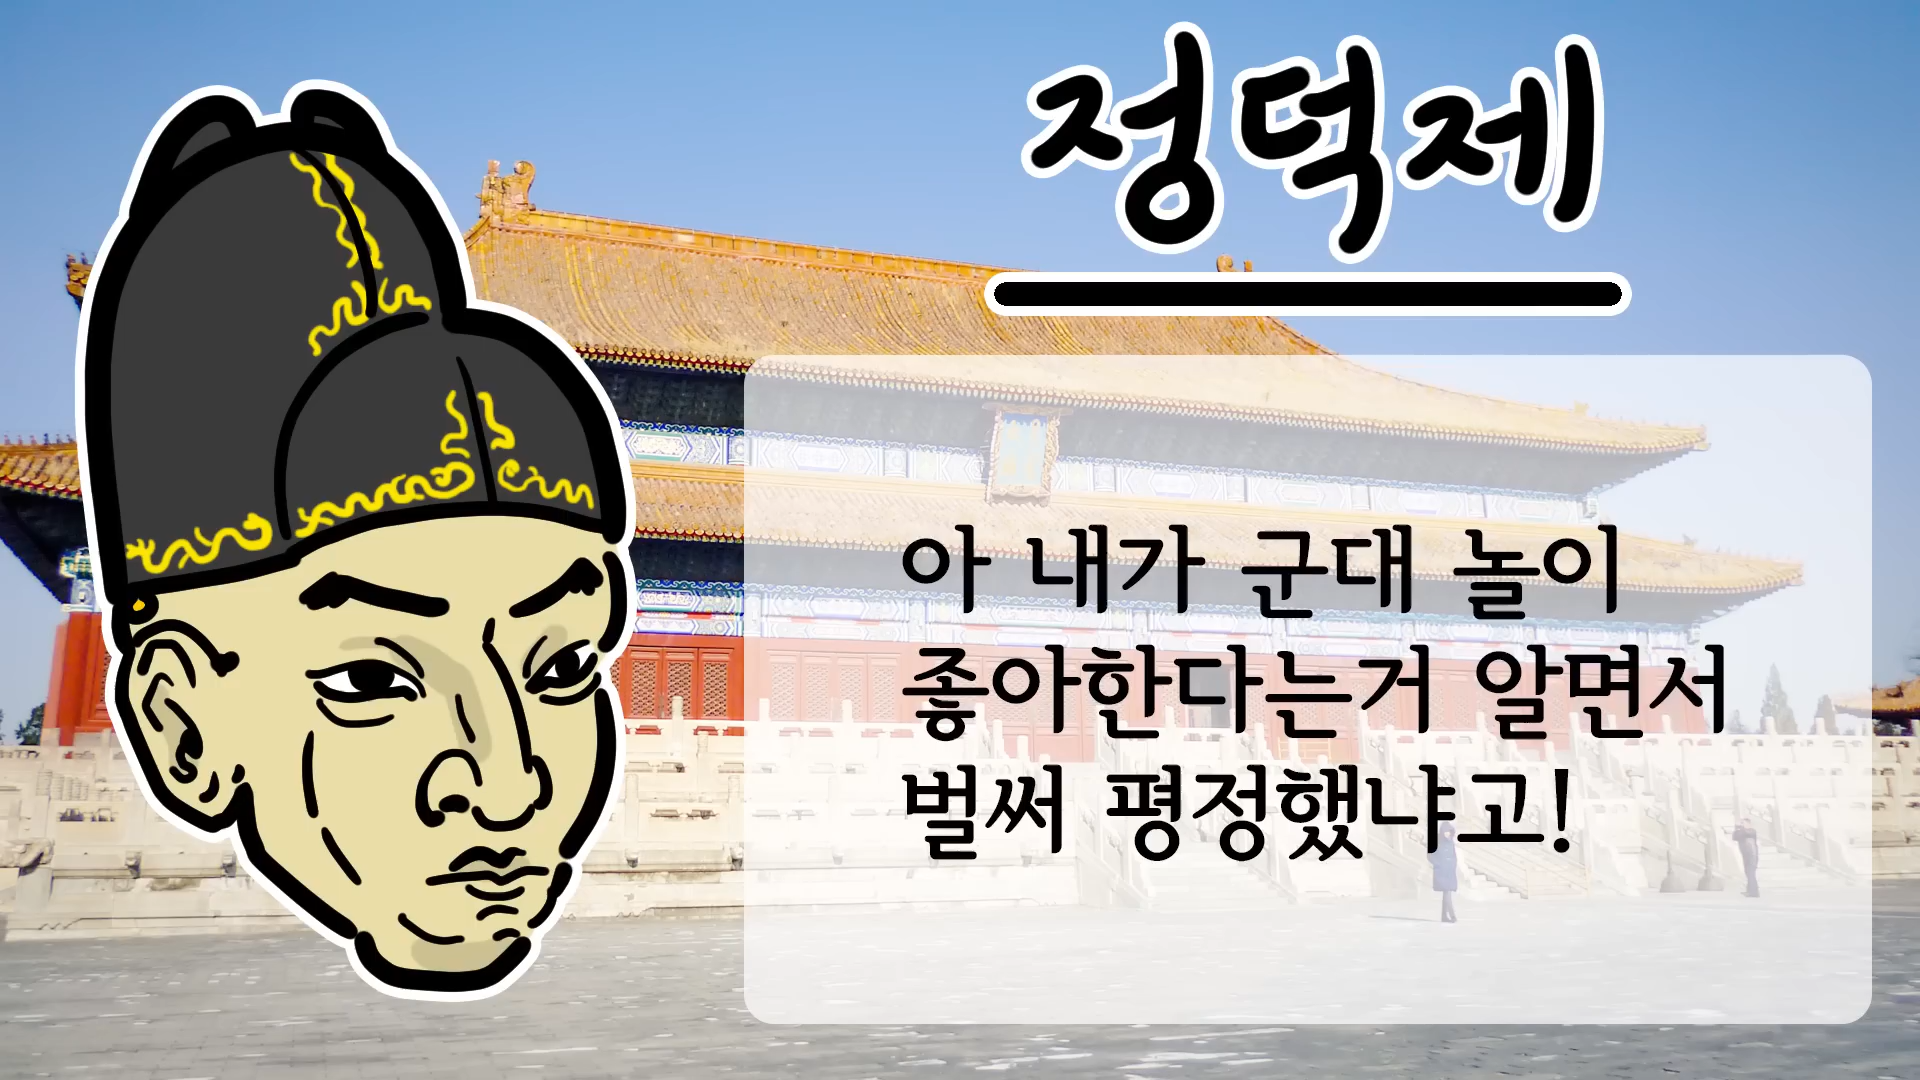 정덕제
아 내가 군대 놀이
좋아한다는거 알면서
벌써 평정했냐고!